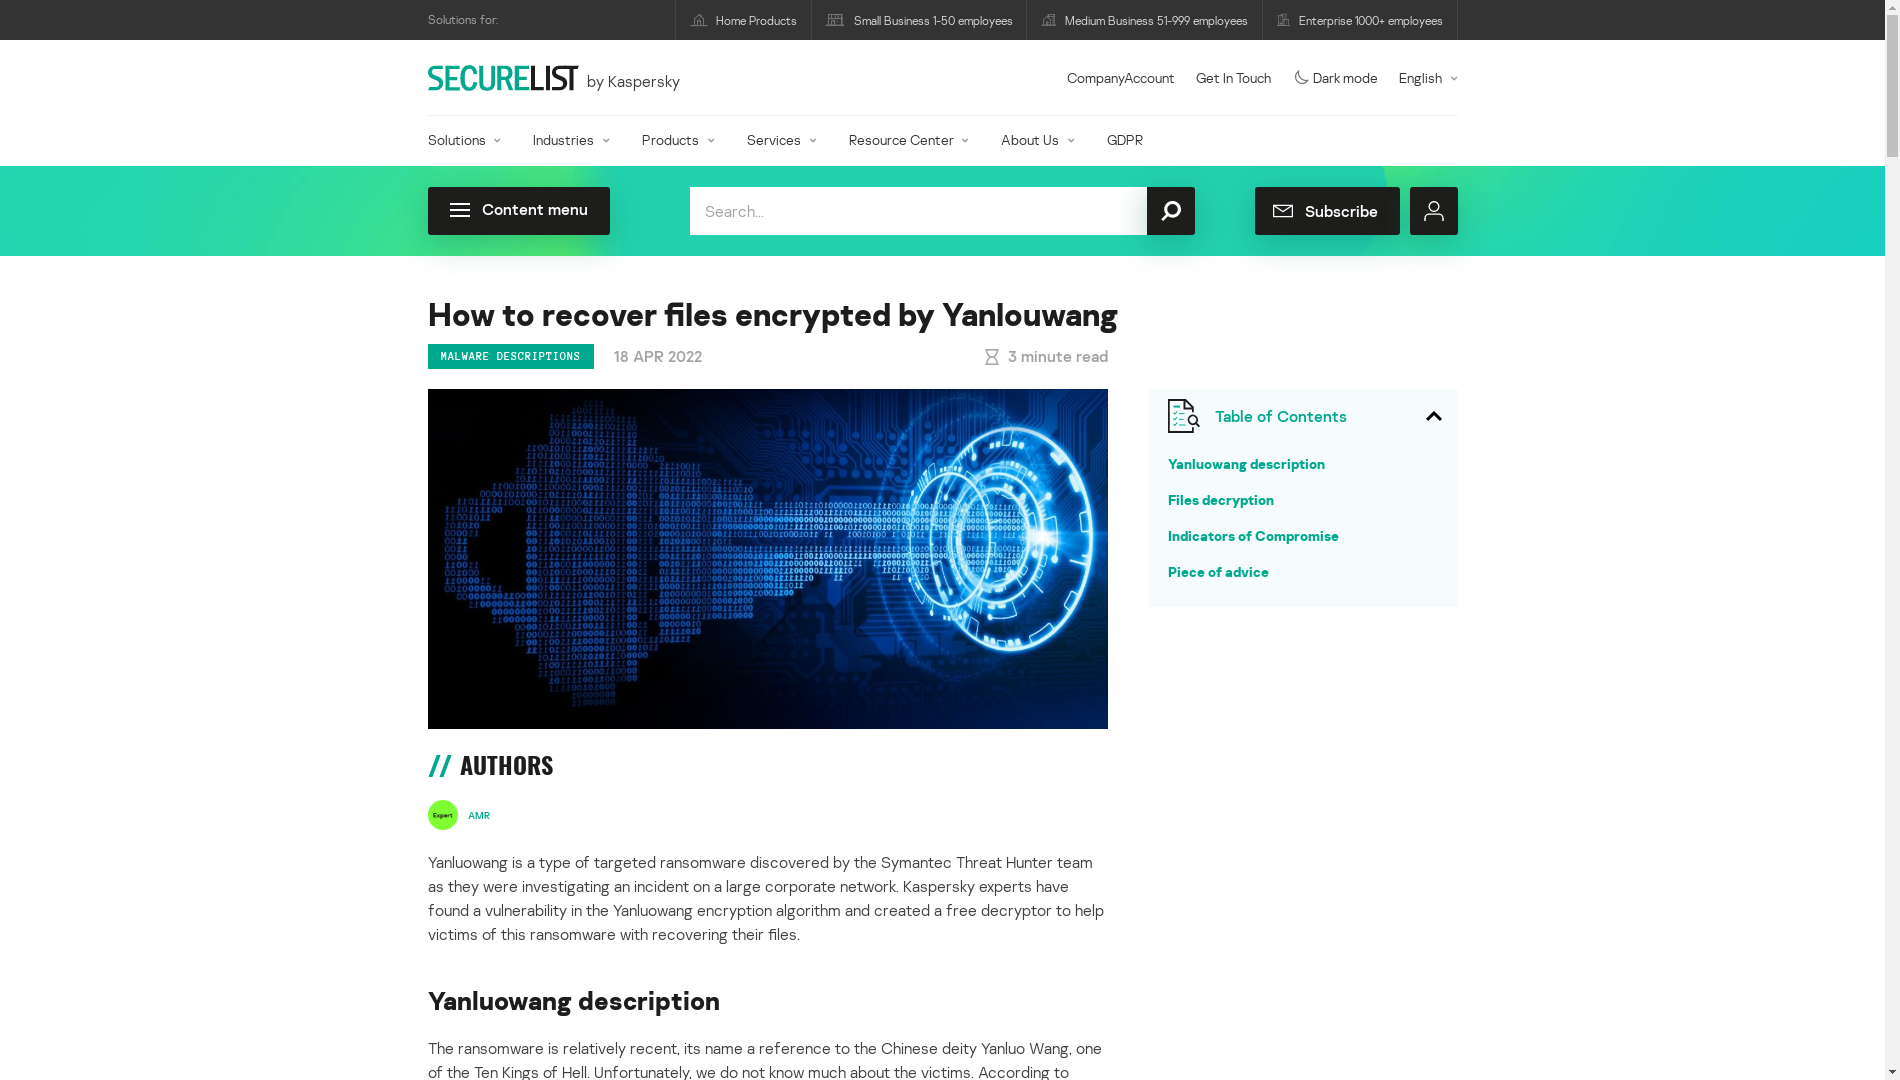 Solutions for:
Home Products
Small Business 1-50 employees
Medium Business 51-999 employees
Enterprise 1000+ employees
SECURELIST by Kaspersky
CompanyAccount
Get In Touch
Dark mode
English
Solutions
Industries
Products
Services
Resource Center
About Us
GDPR
Content menu
Search...
Subscribe
How to recover files encrypted by Yanlouwang
MALWARE DESCRIPTIONS
18 APR 2022
3 minute read
Table of Contents
Yanluowang description
Files decryption
Indicators of Compromise
Piece of advice
// AUTHORS
Expert
AMR
Yanluowang is a type of targeted ransomware discovered by the Symantec Threat Hunter team
as they were investigating an incident on a large corporate network. Kaspersky experts have
found a vulnerability in the Yanluowang encryption algorithm and created a free decryptor to help
victims of this ransomware with recovering their files.
Yanluowang description
The ransomware is relatively recent, its name a reference to the Chinese deity Yanluo Wang, one
of the Ten Kings of Hell. Unfortunately, we do not know much about the victims. According to